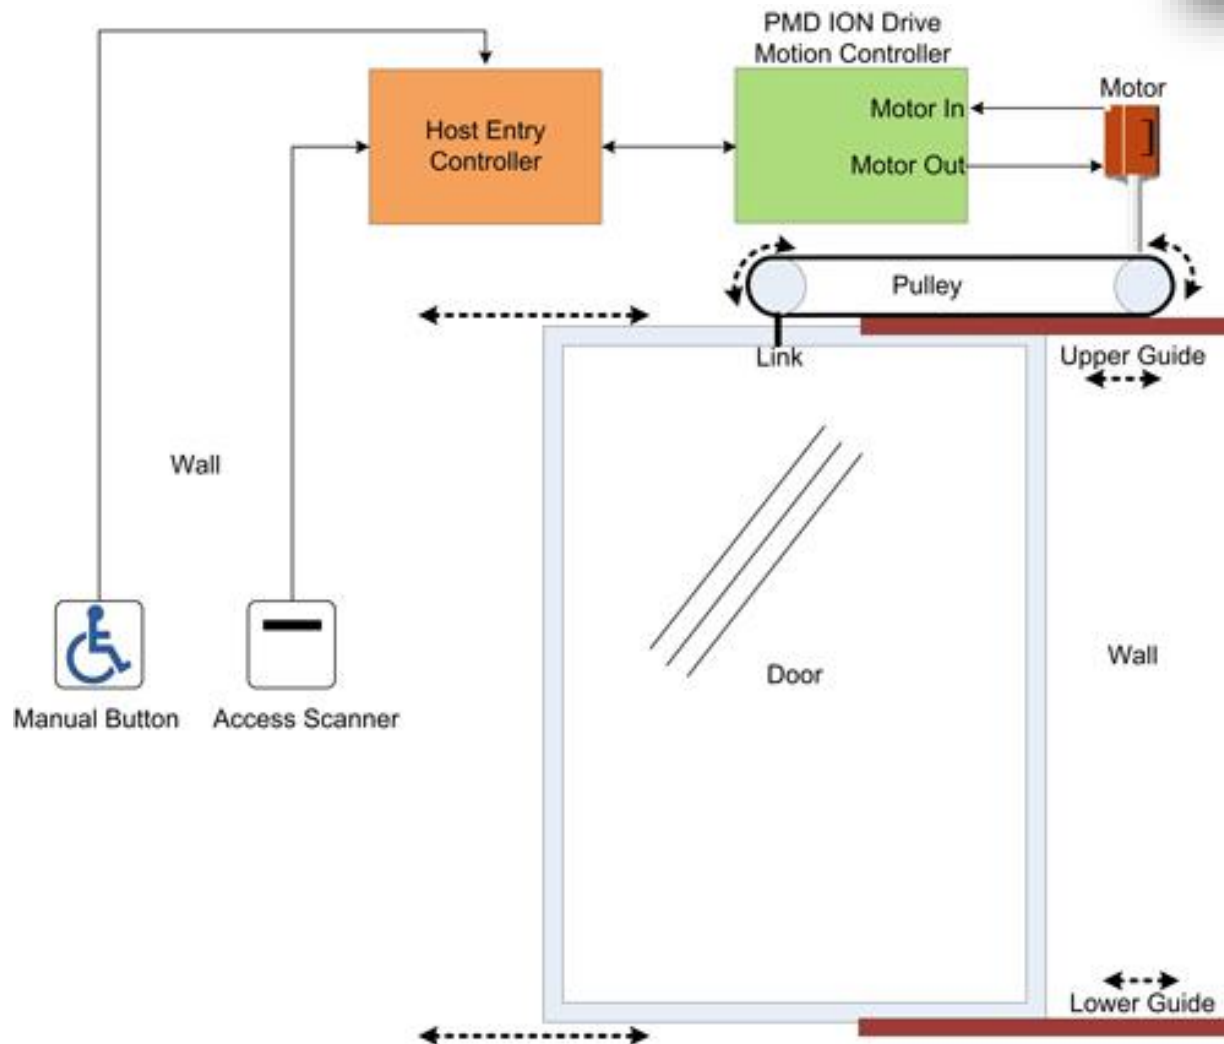 PMD ION Drive
Motion Controller
Motor
Host Entry
Controller
Motor In
Motor Out
Pulley
Link
Upper Guide
Wall
Wall
Door
Manual Button
Access Scanner
Lower Guide